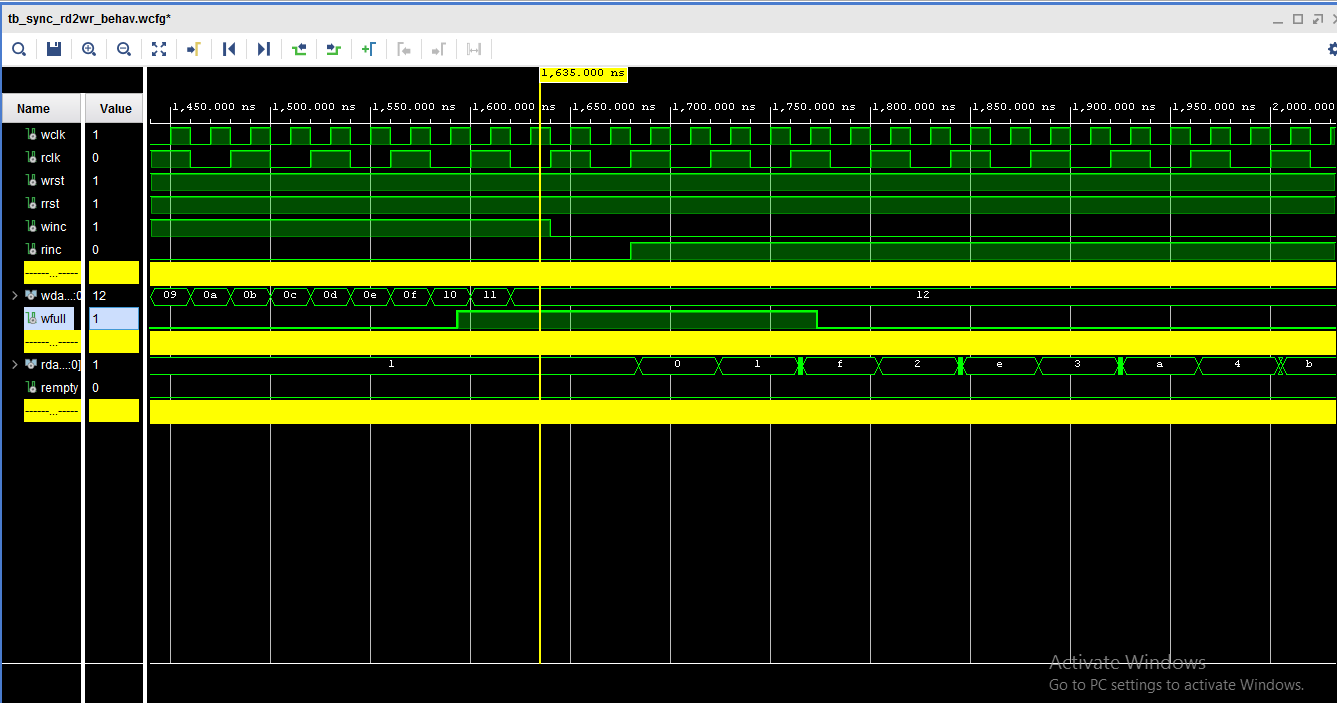 tb_sync_rd2wr_behav.wcfg*
1,635.000 ns
Name Value
1,450.000 ns 1,500.000 ns 1,550.000 ns 1,600.000 ns 1,650.000 ns 1,700.000 ns 1,750.000 ns 1,800.000 ns 1,850.000 ns 1,900.000 ns 1,950.000 ns 2,000.000
wclk 1
rclk 0
wrst 1
rrst 1
winc 1
rinc 0
------...-----
wda...:0] 12 09 0a 0b 0c 0d 0e 0f 10 11 12
wfull 1
------...-----
rda...:0] 1 1 0 1 f 2 e 3 a 4 b
rempty 0
------...-----
Activate Windows
Go to PC settings to activate Windows.